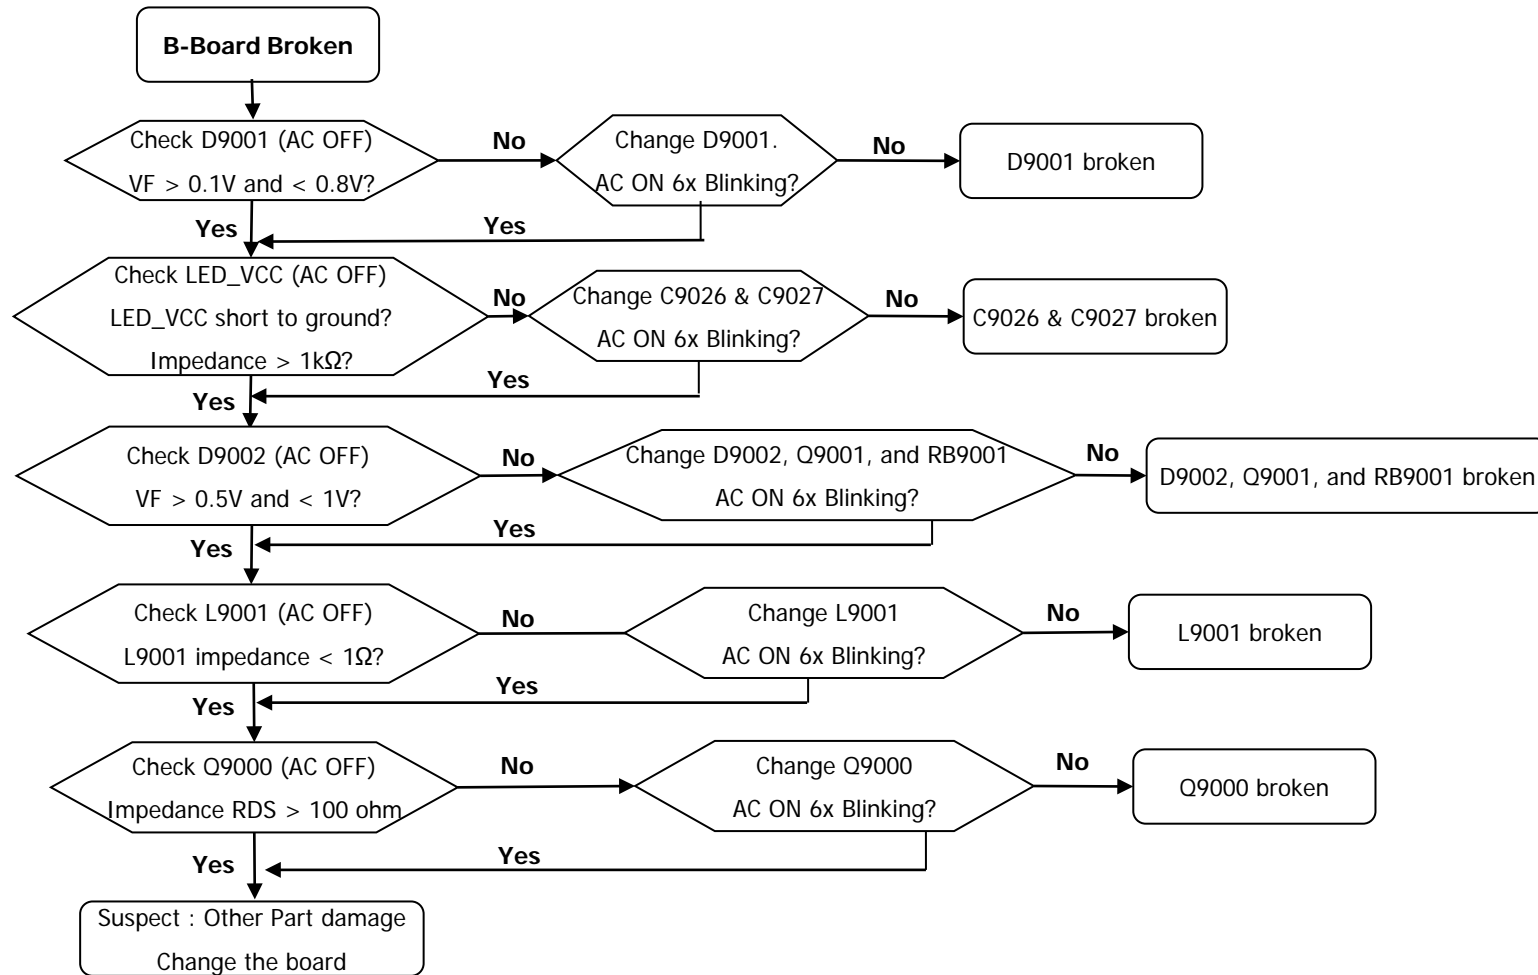 B-Board Broken
Check D9001 (AC OFF)
VF > 0.1V and < 0.8V?
No
Change D9001.
AC ON 6x Blinking?
No
D9001 broken
Yes
Yes
Check LED_VCC (AC OFF)
LED_VCC short to ground?
Impedance > 1kΩ?
No
Change C9026 & C9027
AC ON 6x Blinking?
No
C9026 & C9027 broken
Yes
Yes
Check D9002 (AC OFF)
VF > 0.5V and < 1V?
No
Change D9002, Q9001, and RB9001
AC ON 6x Blinking?
No
D9002, Q9001, and RB9001 broken
Yes
Yes
Check L9001 (AC OFF)
L9001 impedance < 1Ω?
No
Change L9001
AC ON 6x Blinking?
No
L9001 broken
Yes
Yes
Check Q9000 (AC OFF)
Impedance RDS > 100 ohm
No
Change Q9000
AC ON 6x Blinking?
No
Q9000 broken
Yes
Yes
Suspect : Other Part damage
Change the board